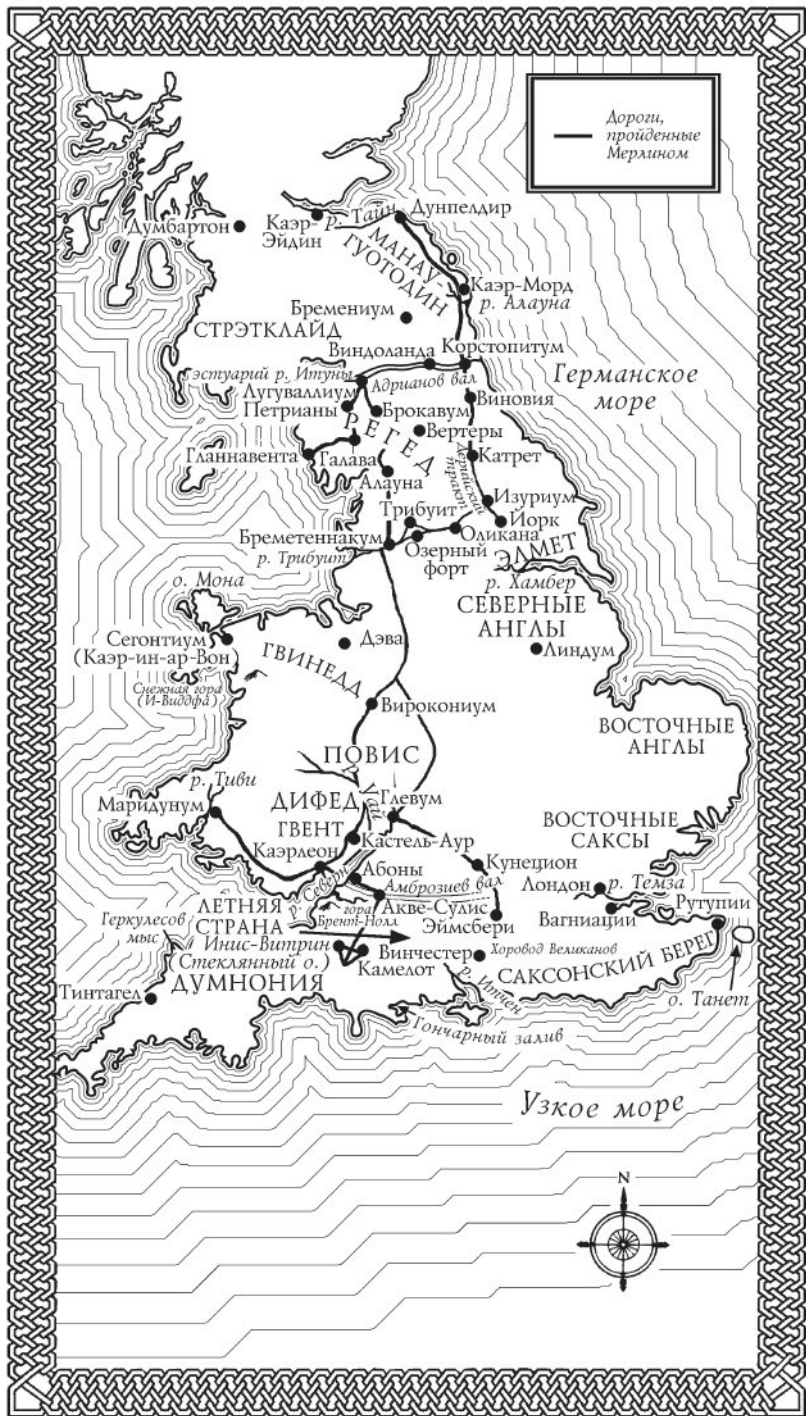 Дороги,
пройденные
Мерлином
Думбартон
Каэр-
Эйдин
р. Тайн
Дунпелдир
МАНАУ-
ГУОТОДИН
Каэр-Морд
р. Алауна
Бремениум
СТРЭТКЛАЙД
Виндоланда
Корстопитум
эстуарий р. Итуны
Адрианов вал
Германское
море
Лугуваллиум
Петрианы
Брокавум
Виновия
РЕГЕД
Вертеры
Гланнавента
Галава
Катрет
Дерийский
тракт
Алауна
Изуриум
Трибуит
Йорк
Оликана
Бреметеннакум
Озерный
форт
р. Трибуит
ЭЛМЕТ
р. Хамбер
о. Мона
СЕВЕРНЫЕ
АНГЛЫ
Сегонтиум
(Каэр-ин-ар-Вон)
Дэва
Линдум
ГВИНЕДД
Снежная гора
(И-Виддфа)
Вирокониум
ВОСТОЧНЫЕ
АНГЛЫ
ПОВИС
р. Тиви
р. Уай
Маридунум
ДИФЕД
Глевум
ГВЕНТ
ВОСТОЧНЫЕ
САКСЫ
Каэрлеон
Кастель-Аур
Кунецион
р. Северн
Абоны
Амброзиев вал
Лондон
р. Темза
ЛЕТНЯЯ
СТРАНА
гора
Брент-Нолл
Акве-Сулис
Эймсбери
Вагниации
Рутупии
Геркулесов
мыс
Инис-Витрин
(Стеклянный о.)
Камелот
Винчестер
Хоровод Великанов
САКСОНСКИЙ БЕРЕГ
ДУМНОНИЯ
р. Итчен
о. Танет
Тинтагел
Гончарный залив
Узкое море
N